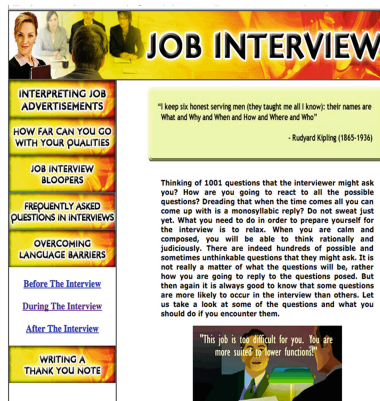 JOB INTERVIEW
INTERPRETING JOB
ADVERTISEMENTS
HOW FAR CAN YOU GO
WITH YOUR QUALITIES
JOB INTERVIEW
BLOOPERS
FREQUENTLY ASKED
QUESTIONS IN INTERVIEWS
OVERCOMING
LANGUAGE BARRIERS
Before The Interview
During The Interview
After The Interview
WRITING A
THANK YOU NOTE
"I keep six honest serving men (they taught me all I know): their names are
What and Why and When and How and Where and Who"
- Rudyard Kipling (1865-1936)
Thinking of 1001 questions that the interviewer might ask
you? How are you going to react to all the possible
questions? Dreading that when the time comes all you can
come up with is a monosyllabic reply? Do not sweat just
yet. What you need to do in order to prepare yourself for
the interview is to relax. When you are calm and
composed, you will be able to think rationally and
judiciously. There are indeed hundreds of possible and
sometimes unthinkable questions that they might ask. It is
not really a matter of what the questions will be, rather
how you are going to reply to the questions posed. But
then again it is always good to know that some questions
are more likely to occur in the interview than others. Let
us take a look at some of the questions and what you
should do if you encounter them.
"This job is too difficult for you. You are
more suited to lower functions!"